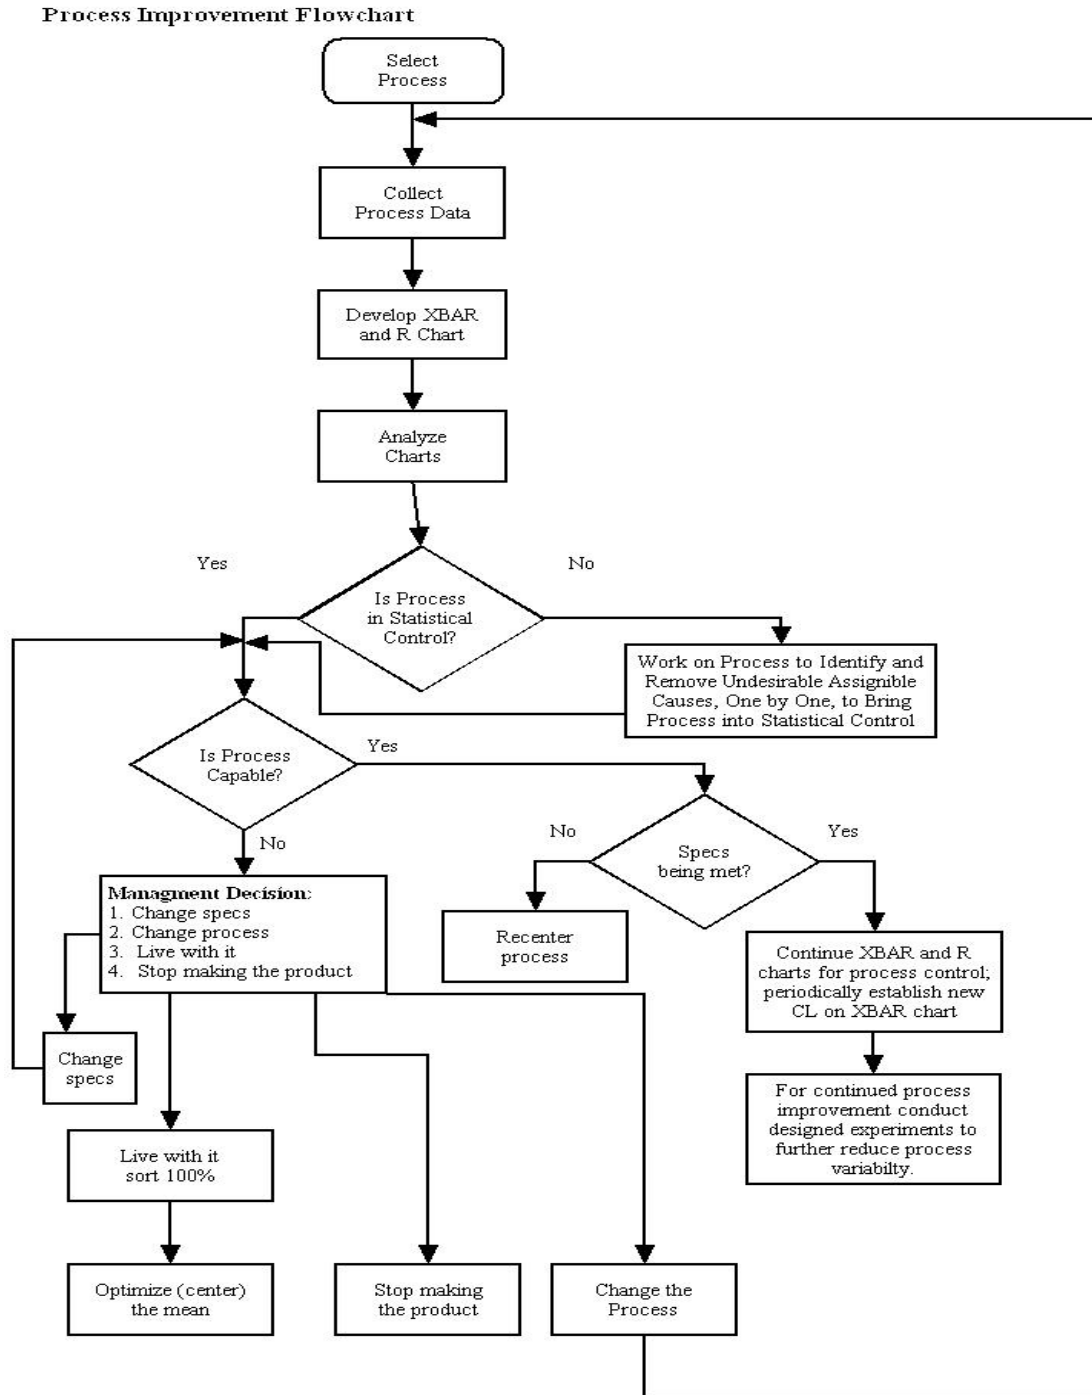 Process Improvement Flowchart
Select
Process
Collect
Process Data
Develop XBAR
and R Chart
Analyze
Charts
Yes
No
Is Process
in Statistical
Control?
Work on Process to Identify and
Remove Undesirable Assignible
Causes, One by One, to Bring
Process into Statistical Control
Is Process
Capable?
Yes
No
Specs
being met?
No
Yes
Managment Decision:
1. Change specs
2. Change process
3. Live with it
4. Stop making the product
Recenter
process
Continue XBAR and R
charts for process control;
periodically establish new
CL on XBAR chart
Change
specs
For continued process
improvement conduct
designed experiments to
further reduce process
variabilty.
Live with it
sort 100%
Optimize (center)
the mean
Stop making
the product
Change the
Process